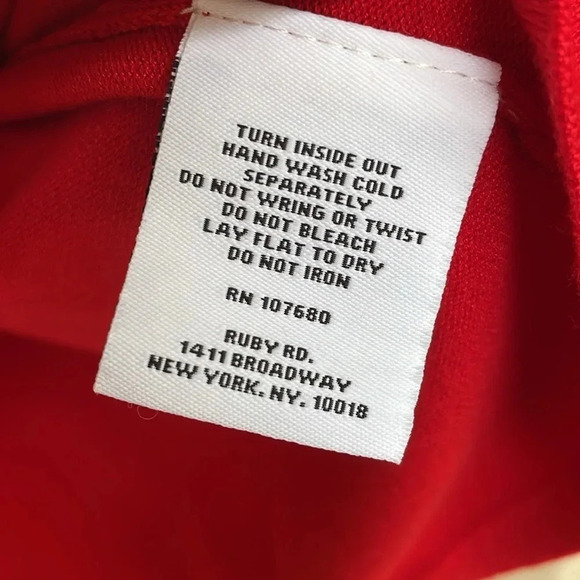 TURN INSIDE OUT
HAND WASH COLD
SEPARATELY
DO NOT WRING OR TWIST
DO NOT BLEACH
LAY FLAT TO DRY
DO NOT IRON
RN 107680
RUBY RD.
1411 BROADWAY
NEW YORK. NY. 10018